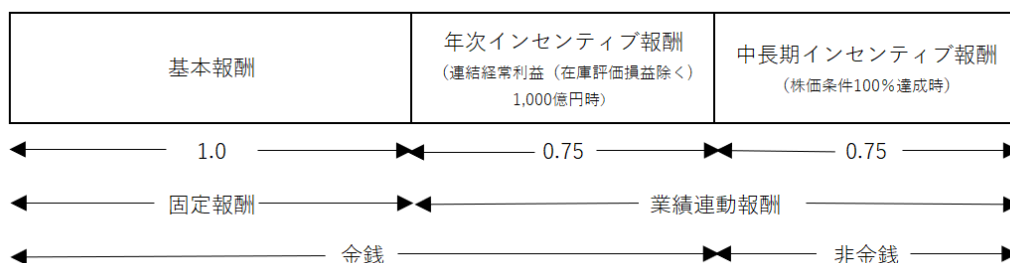 基本報酬
年次インセンティブ報酬
（連結経常利益（在庫評価損益除く）
1,000億円時）
中長期インセンティブ報酬
（株価条件100％達成時）
1.0
0.75
0.75
固定報酬
業績連動報酬
金銭
非金銭